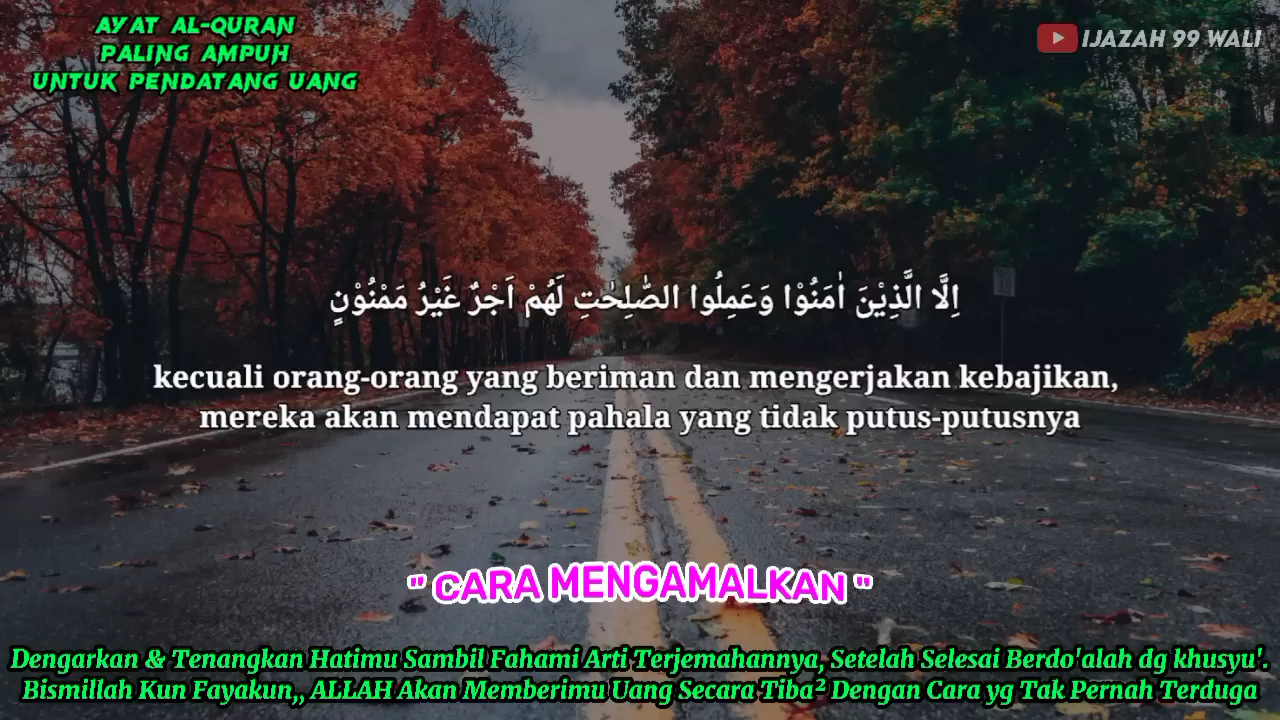 AYAT AL-QURAN
PALING AMPUH
UNTUK PENDATANG UANG
IJAZAH 99 WALI
اِلَّا الَّذِيْنَ اٰمَنُوْا وَعَمِلُوا الصّٰلِحٰتِ لَهُمْ اَجْرٌ غَيْرُ مَمْنُوْنٍ
kecuali orang-orang yang beriman dan mengerjakan kebajikan,
mereka akan mendapat pahala yang tidak putus-putusnya
" CARA MENGAMALKAN "
Dengarkan & Tenangkan Hatimu Sambil Fahami Arti Terjemahannya, Setelah Selesai Berdo'alah dg khusyu'.
Bismillah Kun Fayakun,, ALLAH Akan Memberimu Uang Secara Tiba² Dengan Cara yg Tak Pernah Terduga